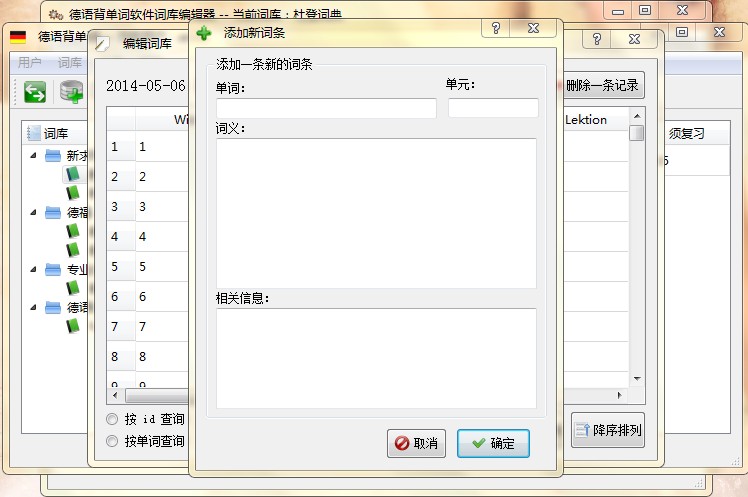 德语背单词软件词库编辑器 -- 当前词库：杜登词典
德语背单
编辑词库
添加新词条
用户 词库
2014-05-06
添加一条新的词条
单词：
单元：
删除一条记录
词库
Wi
Lektion
须复习
词义：
新求
1 1
2 2
3 3
德福
4 4
5 5
专业
6 6
相关信息：
德语
7 7
8 8
9 9
按 id 查询
按单词查询
取消
确定
降序排列